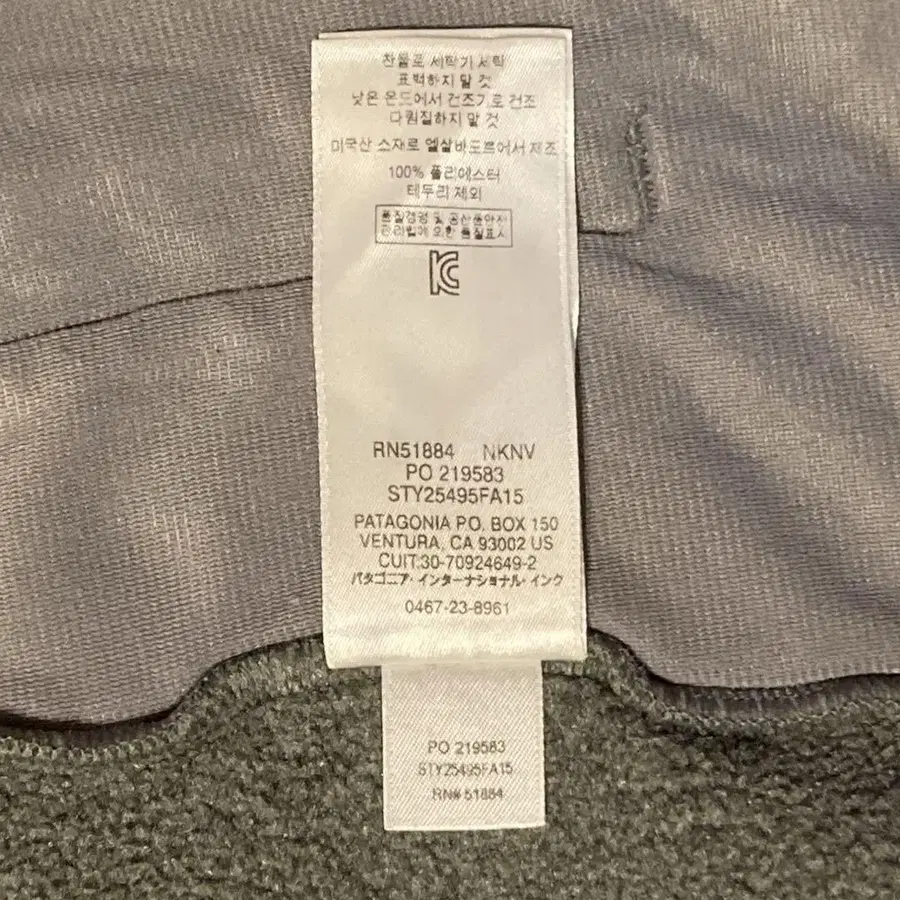 찬물로 세탁기 세탁
표백하지 말 것
낮은 온도에서 건조기로 건조
다림질하지 말 것
미국산 소재로 엘살바도르에서 제조
100% 폴리에스터
테두리 제외
품질경영 및 공산품안전
관리법에 의한 품질표시
RN51884 NKNV
PO 219583
STY25495FA15
PATAGONIA P.O. BOX 150
VENTURA, CA 93002 US
CUIT:30-70924649-2
パタゴニア・インターナショナル・インク
0467-23-8961
PO 219583
STY25495FA15
RN# 51884